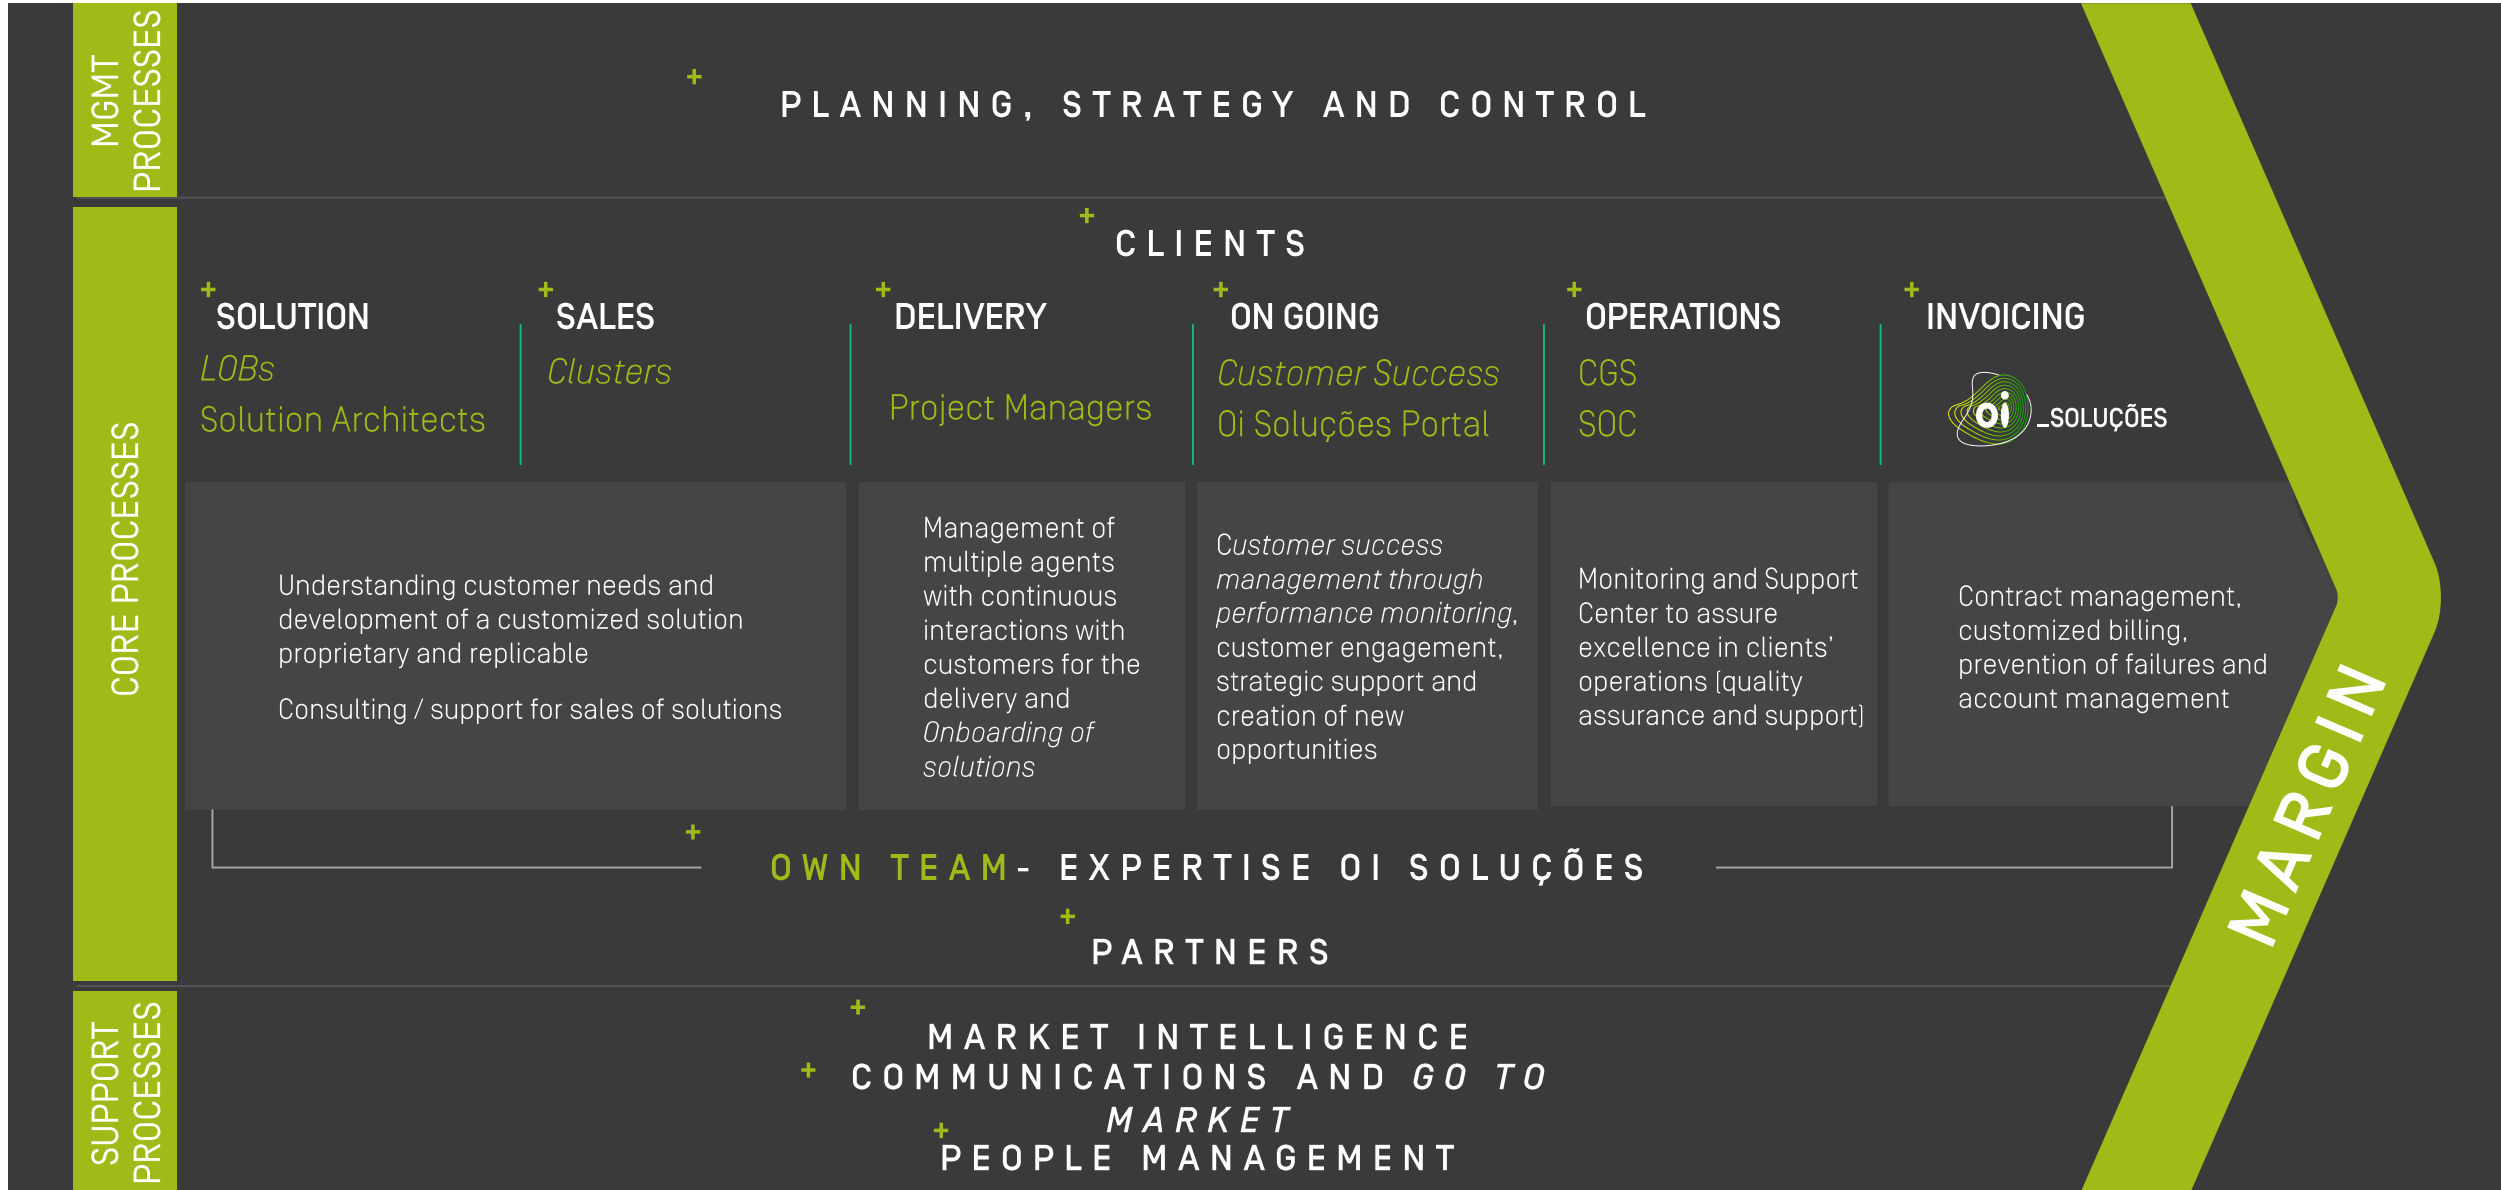 MGMT
PROCESSES
+
PLANNING, STRATEGY AND CONTROL
CORE PROCESSES
+
CLIENTS
+
SOLUTION
LOBs
Solution Architects
+
SALES
Clusters
+
DELIVERY
Project Managers
+
ON GOING
Customer Success
Oi Soluções Portal
+
OPERATIONS
CGS
SOC
+
INVOICING
oi_SOLUÇÕES
Understanding customer needs and
development of a customized solution
proprietary and replicable
Consulting / support for sales of solutions
Management of
multiple agents
with continuous
interactions with
customers for the
delivery and
Onboarding of
solutions
Customer success
management through
performance monitoring,
customer engagement,
strategic support and
creation of new
opportunities
Monitoring and Support
Center to assure
excellence in clients’
operations (quality
assurance and support)
Contract management,
customized billing,
prevention of failures and
account management
MARGIN
+
OWN TEAM- EXPERTISE OI SOLUÇÕES
+
PARTNERS
SUPPORT
PROCESSES
+
MARKET INTELLIGENCE
+
COMMUNICATIONS AND GO TO
MARKET
+
PEOPLE MANAGEMENT